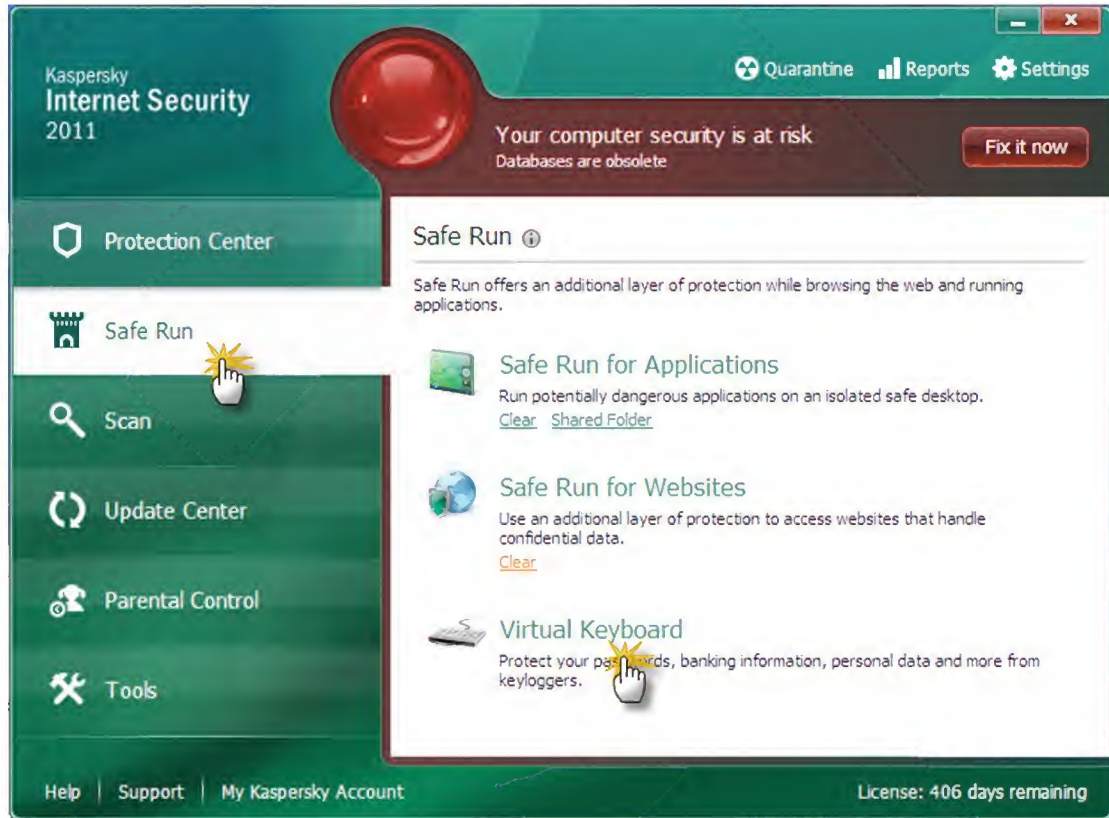 Kaspersky
Internet Security
2011
Quarantine
Reports
Settings
Your computer security is at risk
Databases are obsolete
Fix it now
Protection Center
Safe Run
Scan
Update Center
Parental Control
Tools
Safe Run
Safe Run offers an additional layer of protection while browsing the web and running
applications.
Safe Run for Applications
Run potentially dangerous applications on an isolated safe desktop.
Clear Shared Folder
Safe Run for Websites
Use an additional layer of protection to access websites that handle
confidential data.
Clear
Virtual Keyboard
Protect your passwords, banking information, personal data and more from
keyloggers.
Help | Support | My Kaspersky Account
License: 406 days remaining